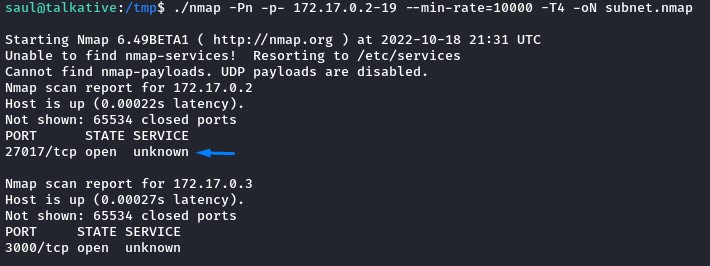 saul@talkative:/tmp$ ./nmap -Pn -p- 172.17.0.2-19 --min-rate=10000 -T4 -oN subnet.nmap
Starting Nmap 6.49BETA1 ( http://nmap.org ) at 2022-10-18 21:31 UTC
Unable to find nmap-services!  Resorting to /etc/services
Cannot find nmap-payloads. UDP payloads are disabled.
Nmap scan report for 172.17.0.2
Host is up (0.00022s latency).
Not shown: 65534 closed ports
PORT      STATE SERVICE
27017/tcp open  unknown
Nmap scan report for 172.17.0.3
Host is up (0.00027s latency).
Not shown: 65534 closed ports
PORT     STATE SERVICE
3000/tcp open  unknown